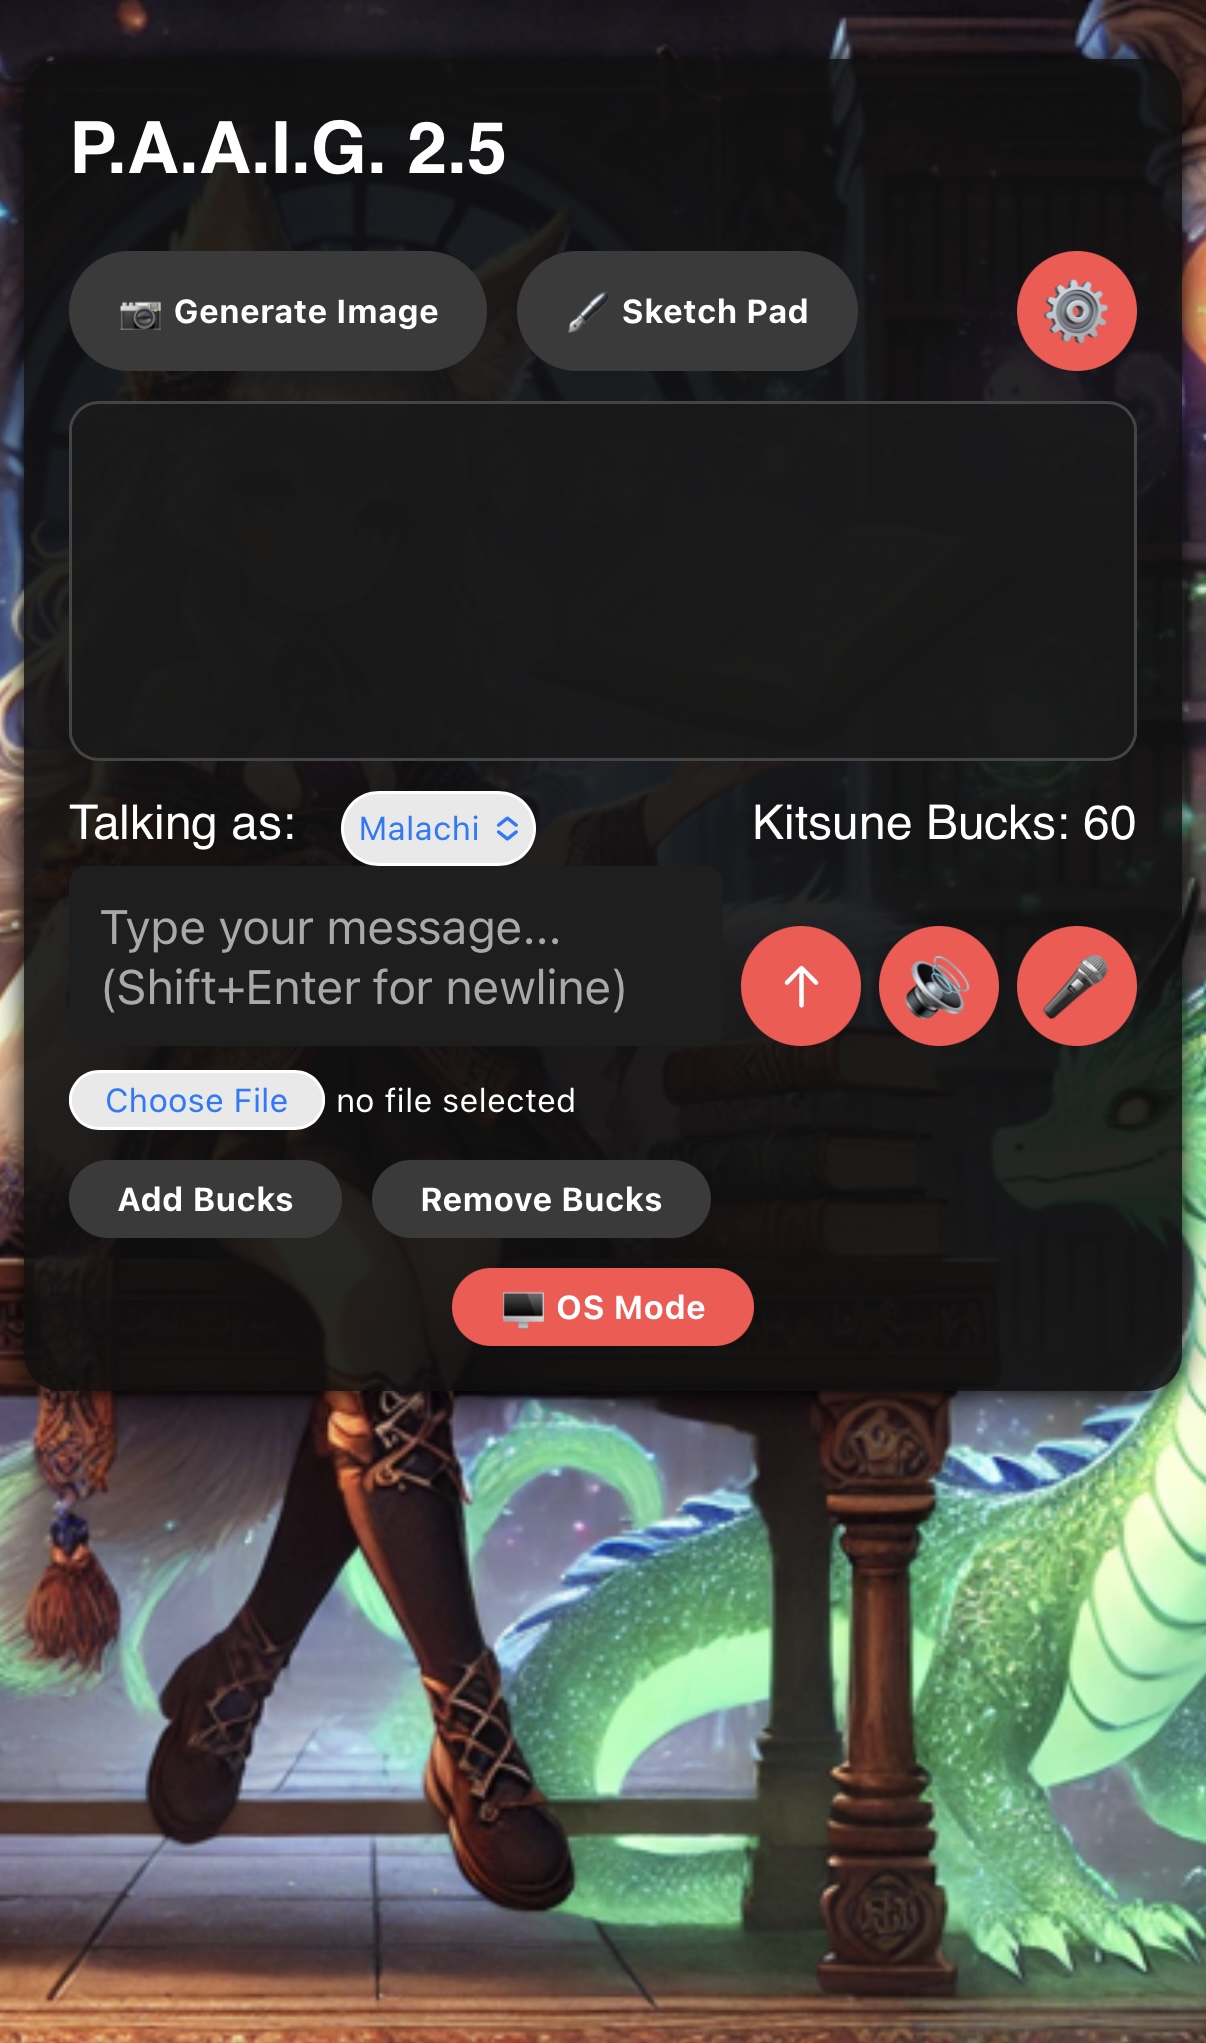 P.A.A.I.G. 2.5
Generate Image
Sketch Pad
Talking as:
Malachi
Kitsune Bucks: 60
Type your message...
(Shift+Enter for newline)
Choose File
no file selected
Add Bucks
Remove Bucks
OS Mode